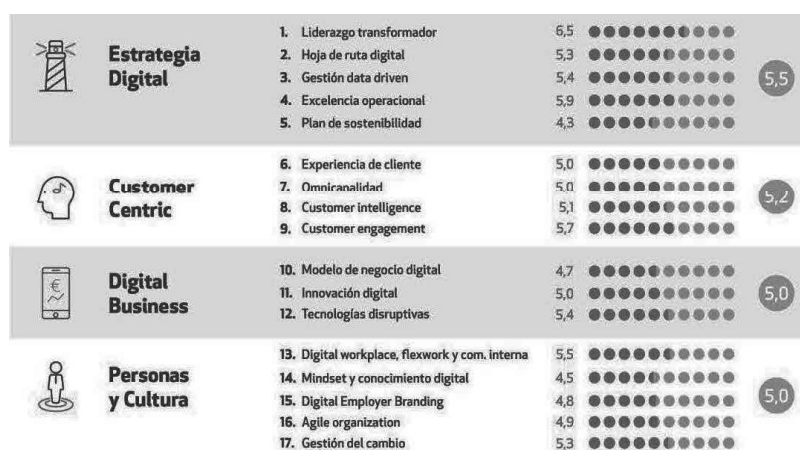 Estrategia
Digital
1. Liderazgo transformador 6,5
2. Hoja de ruta digital 5,3
3. Gestión data driven 5,4
4. Excelencia operacional 5,9
5. Plan de sostenibilidad 4,3
5,5
Customer
Centric
6. Experiencia de cliente 5,0
7. Omnicanalidad 5,0
8. Customer intelligence 5,1
9. Customer engagement 5,7
5,2
Digital
Business
10. Modelo de negocio digital 4,7
11. Innovación digital 5,0
12. Tecnologías disruptivas 5,4
5,0
€
Personas
y Cultura
13. Digital workplace, flexwork y com. interna 5,5
14. Mindset y conocimiento digital 4,5
15. Digital Employer Branding 4,8
16. Agile organization 4,9
17. Gestión del cambio 5,3
5,0